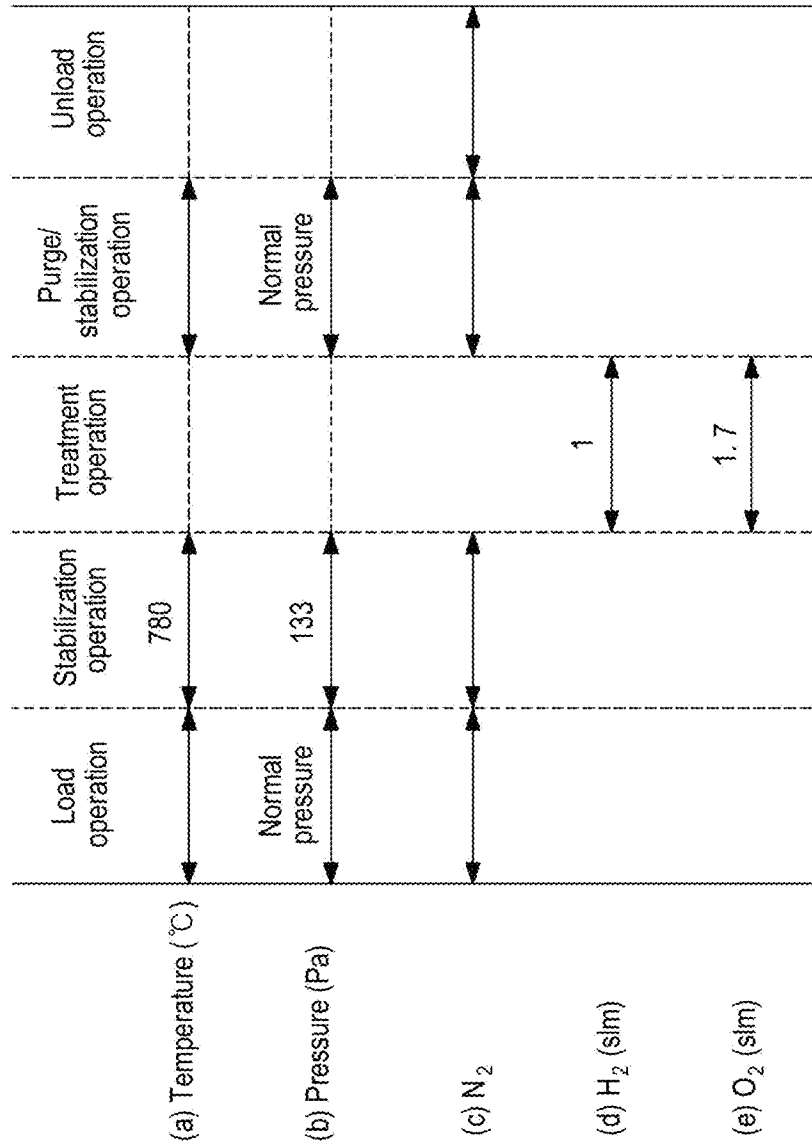 Load
operation
Stabilization
operation
Treatment
operation
Purge/
stabilization
operation
Unload
operation
(a) Temperature (℃)
780
(b) Pressure (Pa)
Normal
pressure
133
Normal
pressure
(c) N₂
(d) H₂ (slm)
1
(e) O₂ (slm)
1.7